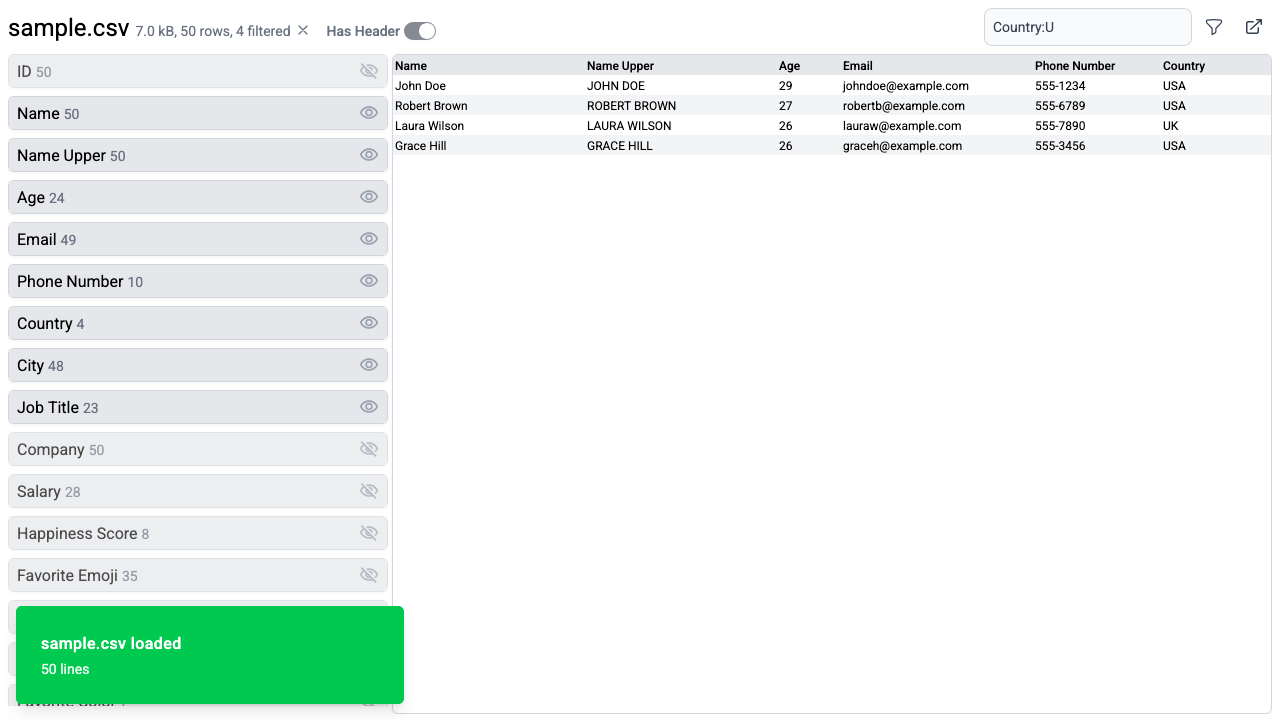 sample.csv 7.0 kB, 50 rows, 4 filtered Has Header Country:U
ID 50
Name 50
Name Upper 50
Age 24
Email 49
Phone Number 10
Country 4
City 48
Job Title 23
Company 50
Salary 28
Happiness Score 8
Favorite Emoji 35
sample.csv loaded
50 lines
Name Name Upper Age Email Phone Number Country
John Doe JOHN DOE 29 johndoe@example.com 555-1234 USA
Robert Brown ROBERT BROWN 27 robertb@example.com 555-6789 USA
Laura Wilson LAURA WILSON 26 lauraw@example.com 555-7890 UK
Grace Hill GRACE HILL 26 graceh@example.com 555-3456 USA